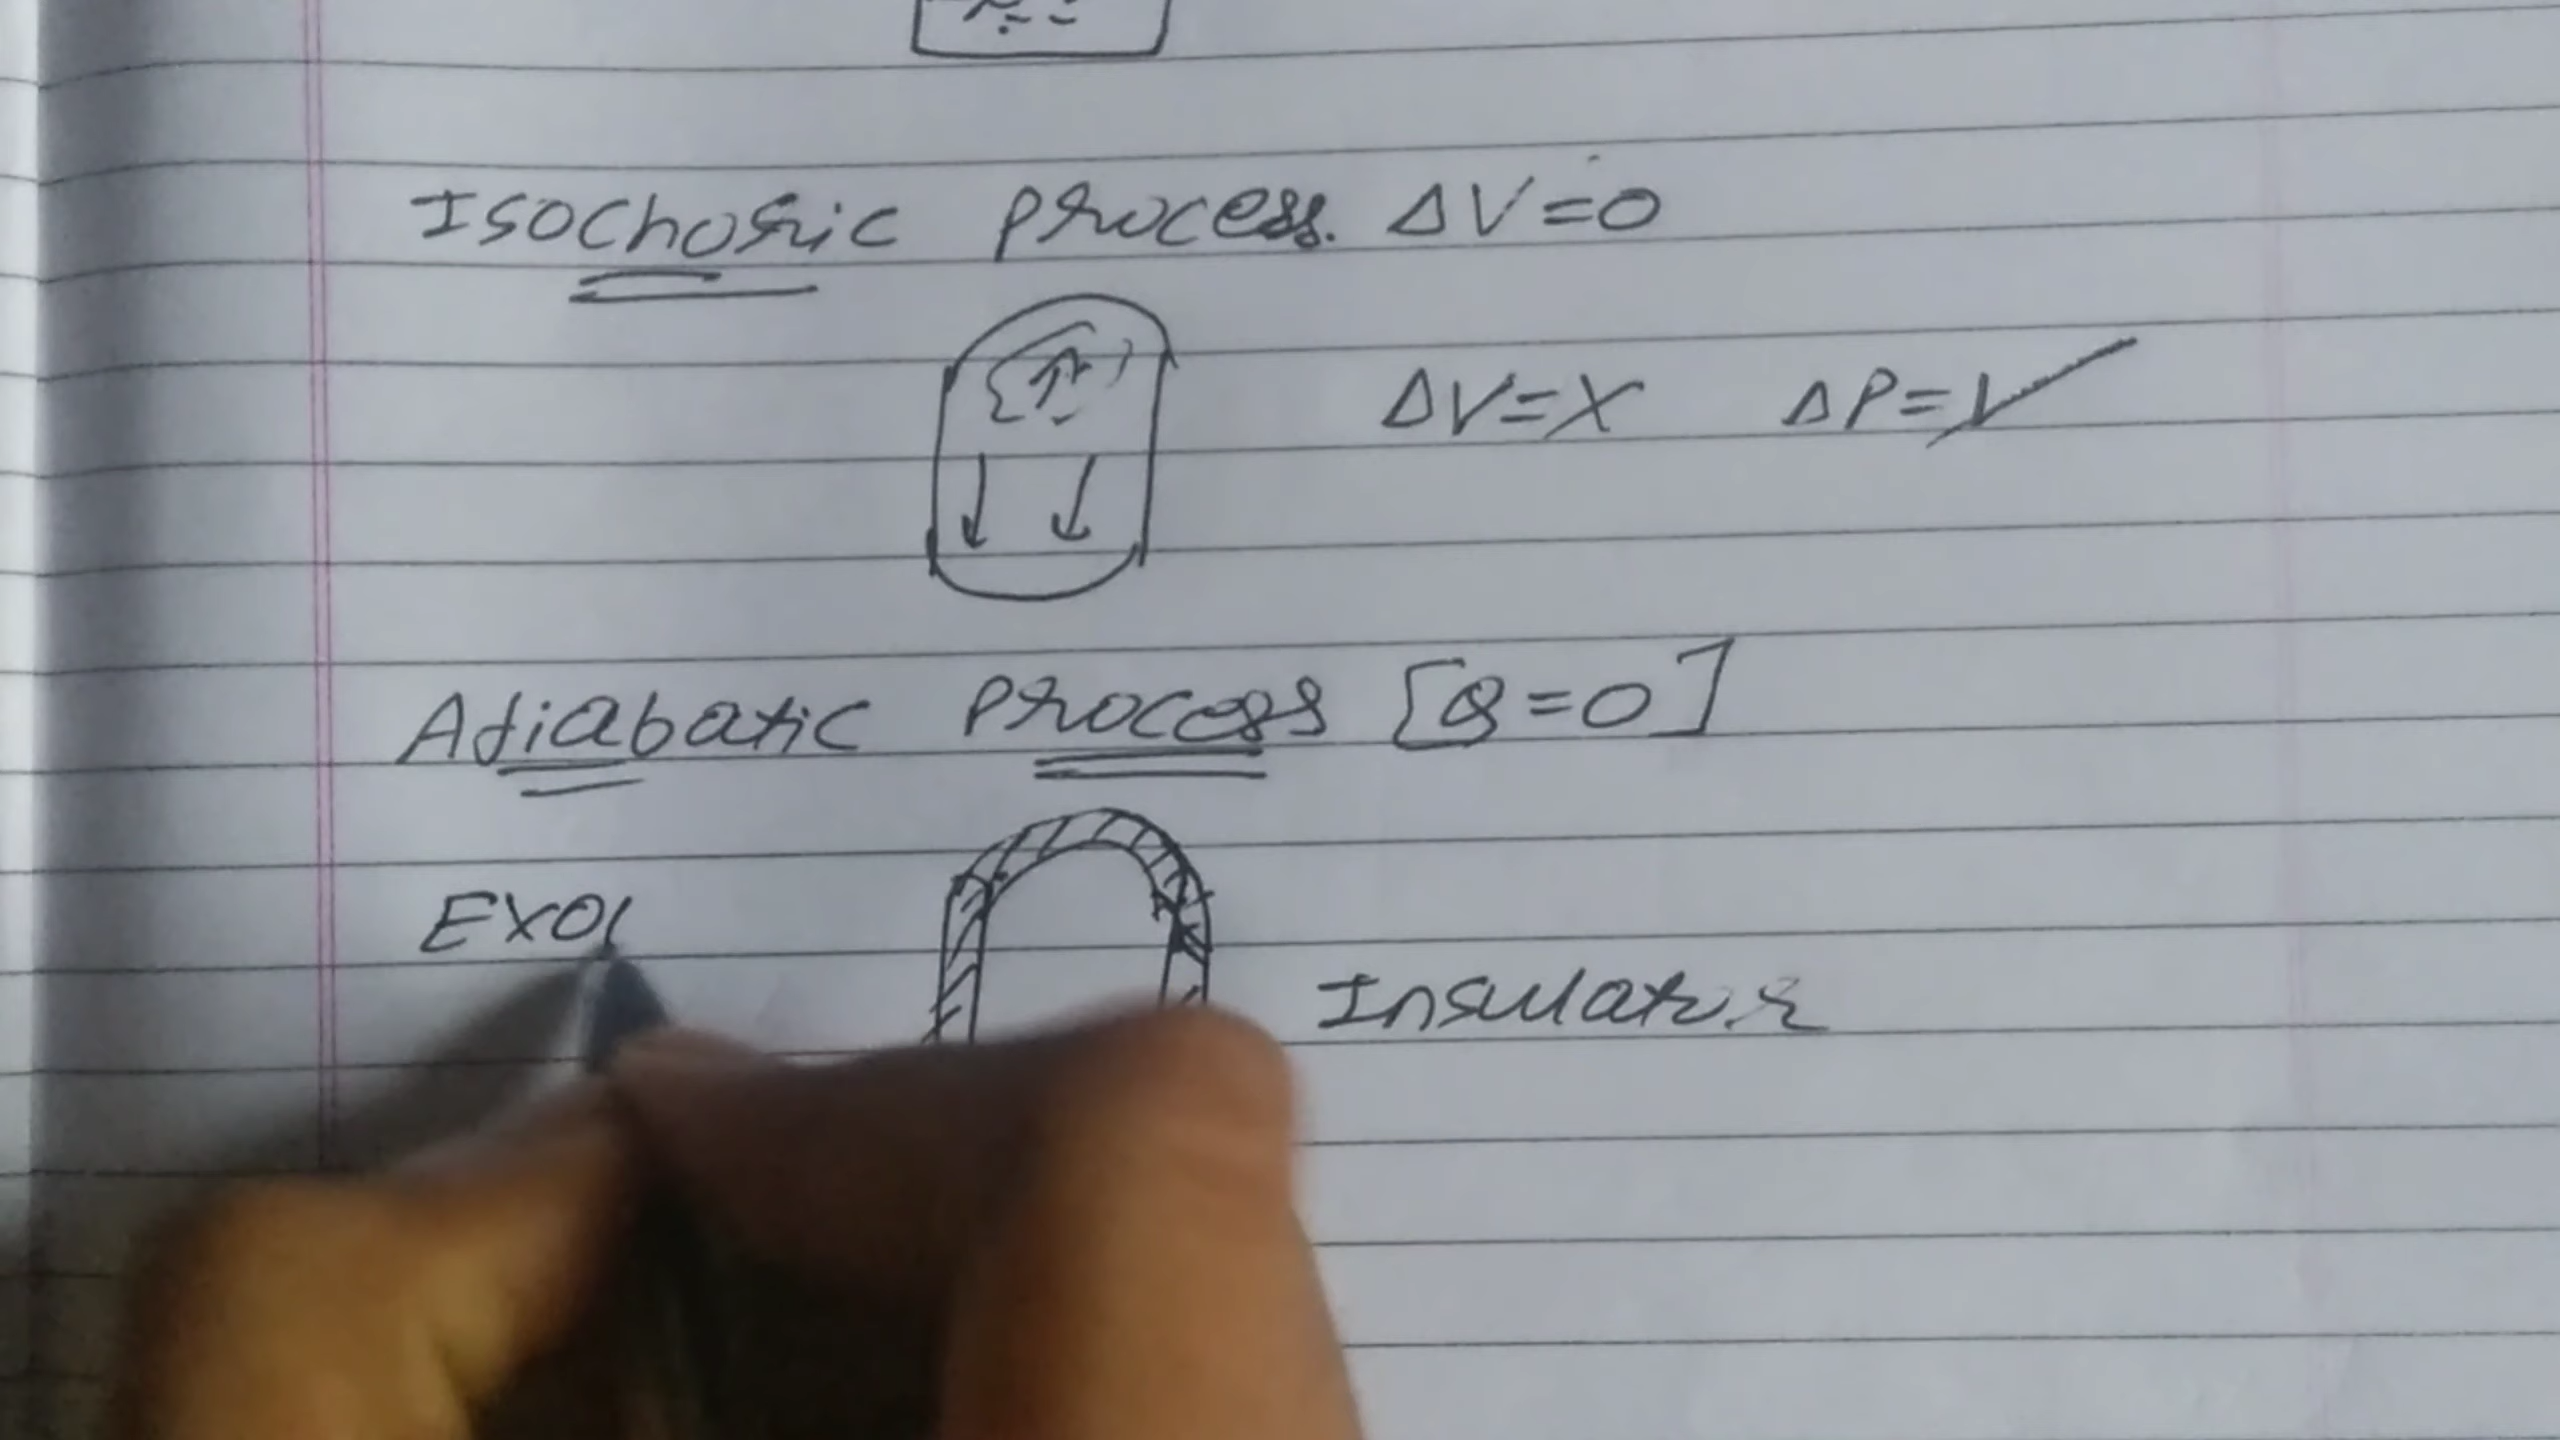 Isochoric process. ΔV=0
ΔV=X ΔP=✓
Adiabatic process [Q=0]
Exo
Insulator